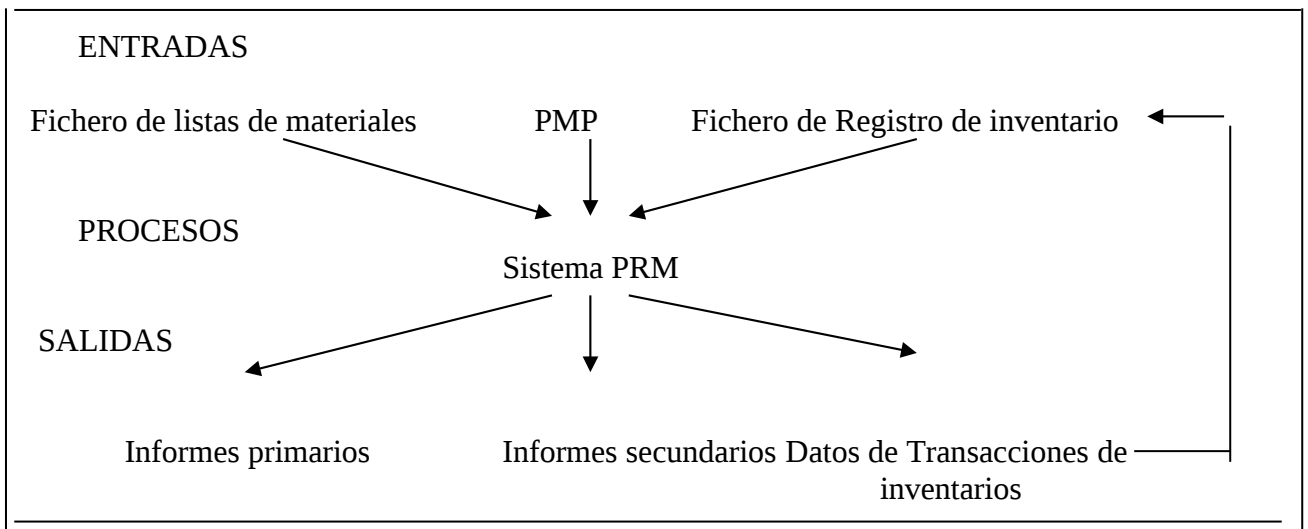 ENTRADAS
Fichero de listas de materiales PMP Fichero de Registro de inventario
PROCESOS
Sistema PRM
SALIDAS
Informes primarios Informes secundarios Datos de Transacciones de
inventarios